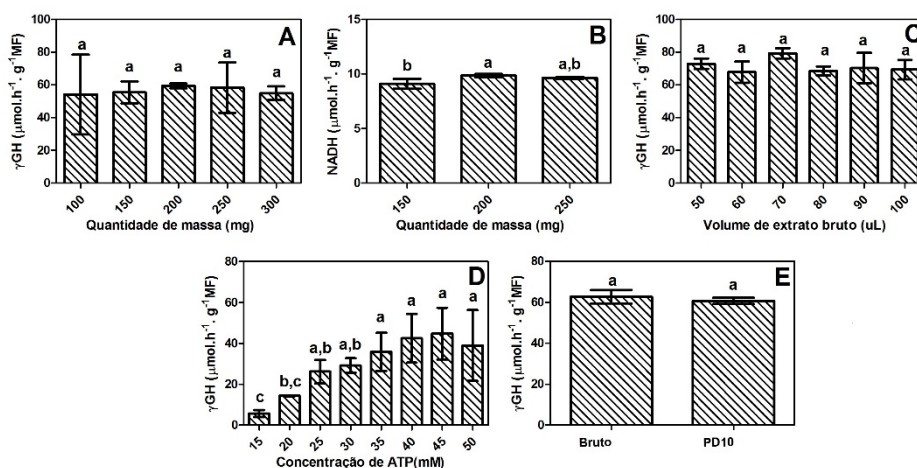 A
γGH (μmol.h⁻¹. g⁻¹MF)
100
80
60
40
20
0
a
a
a
a
a
100
150
200
250
300
Quantidade de massa (mg)
B
NADH (μmol.h⁻¹. g⁻¹MF)
15
10
5
0
b
a
a,b
150
200
250
Quantidade de massa (mg)
C
γGH (μmol.h⁻¹. g⁻¹MF)
100
80
60
40
20
0
a
a
a
a
a
a
50
60
70
80
90
100
Volume de extrato bruto (uL)
D
γGH (μmol.h⁻¹. g⁻¹MF)
60
40
20
0
c
b,c
a,b
a,b
a
a
a
a
15
20
25
30
35
40
45
50
Concentração de ATP(mM)
E
γGH (μmol.h⁻¹. g⁻¹MF)
80
60
40
20
0
a
a
Bruto
PD10